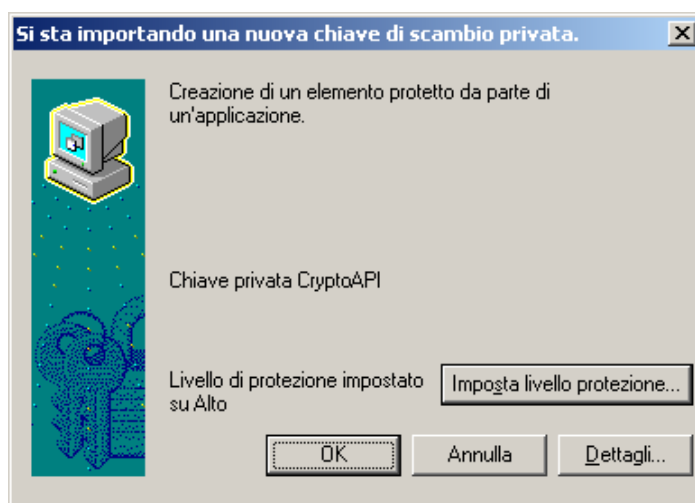 Si sta importando una nuova chiave di scambio privata.
Creazione di un elemento protetto da parte di
un'applicazione.
Chiave privata CryptoAPI
Livello di protezione impostato
su Alto
Imposta livello protezione...
OK
Annulla
Dettagli...